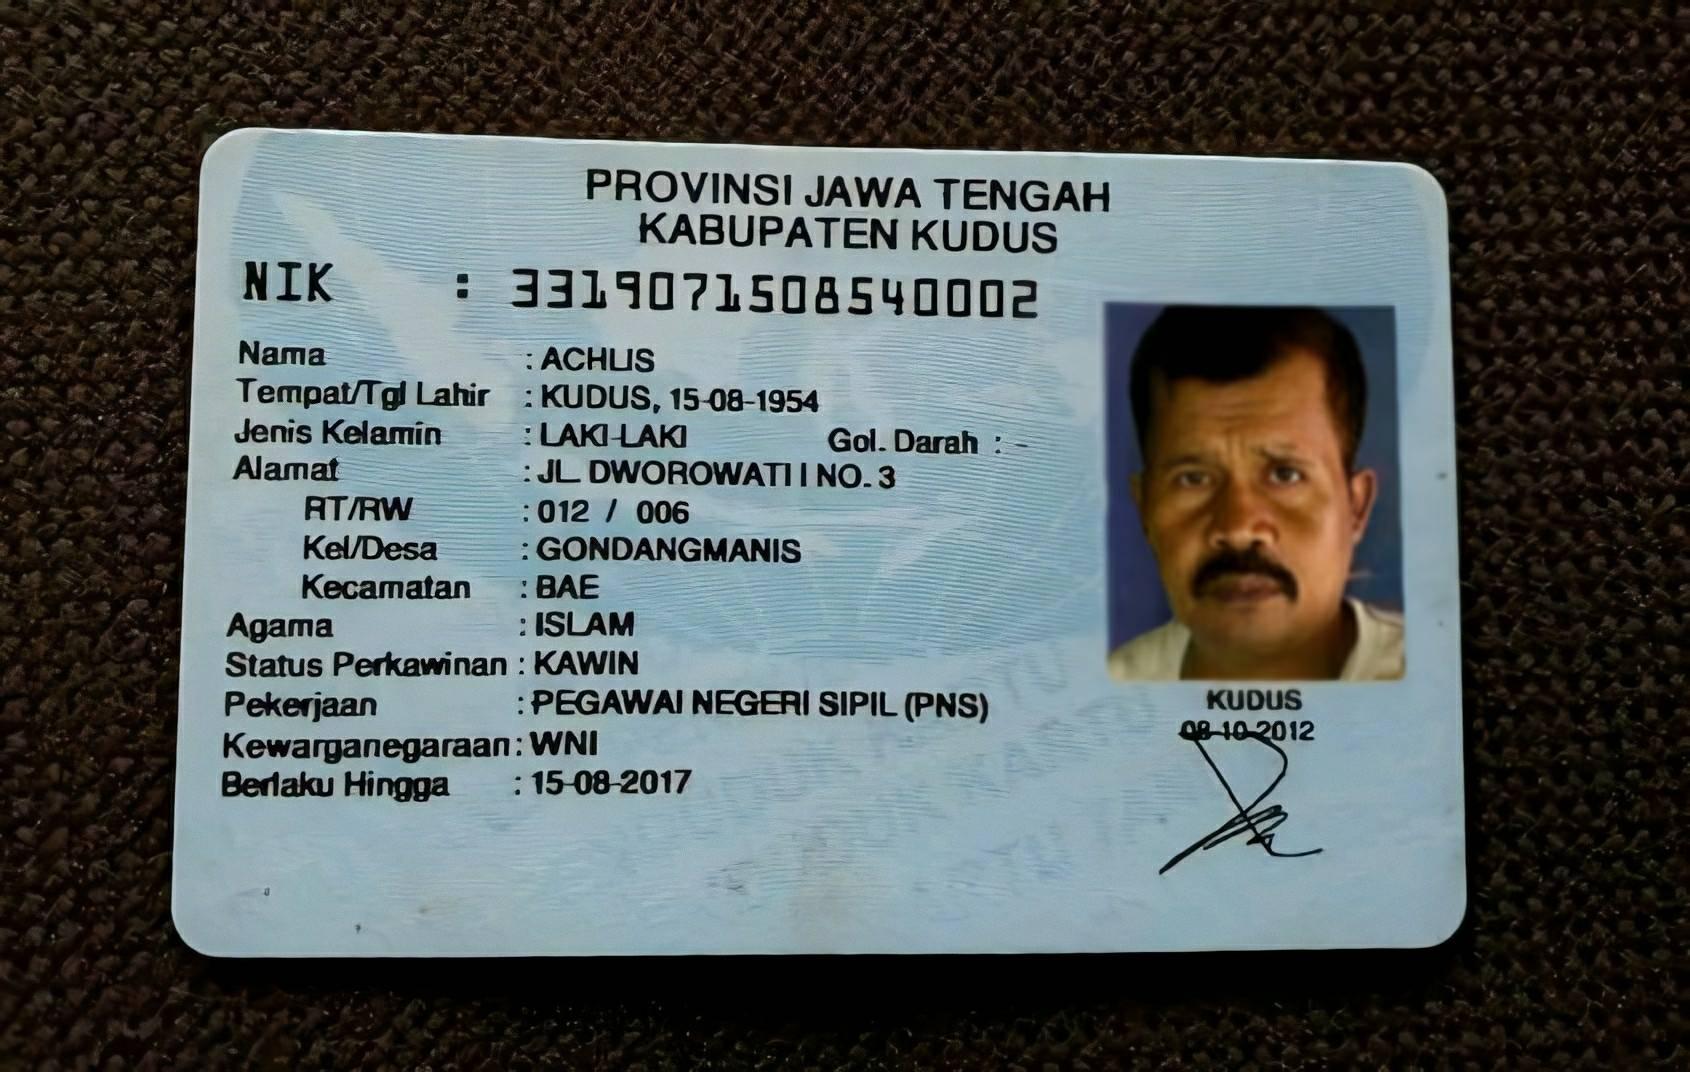 PROVINSI JAWA TENGAH
KABUPATEN KUDUS
NIK : 3319071508540002
Nama : ACHLIS
Tempat/Tgl Lahir : KUDUS, 15-08-1954
Jenis Kelamin : LAKI-LAKI Gol. Darah : -
Alamat : JL DWOROWATI I NO. 3
RT/RW : 012 / 006
Kel/Desa : GONDANGMANIS
Kecamatan : BAE
Agama : ISLAM
Status Perkawinan : KAWIN
Pekerjaan : PEGAWAI NEGERI SIPIL (PNS)
Kewarganegaraan : WNI
Berlaku Hingga : 15-08-2017
KUDUS
08-10-2012